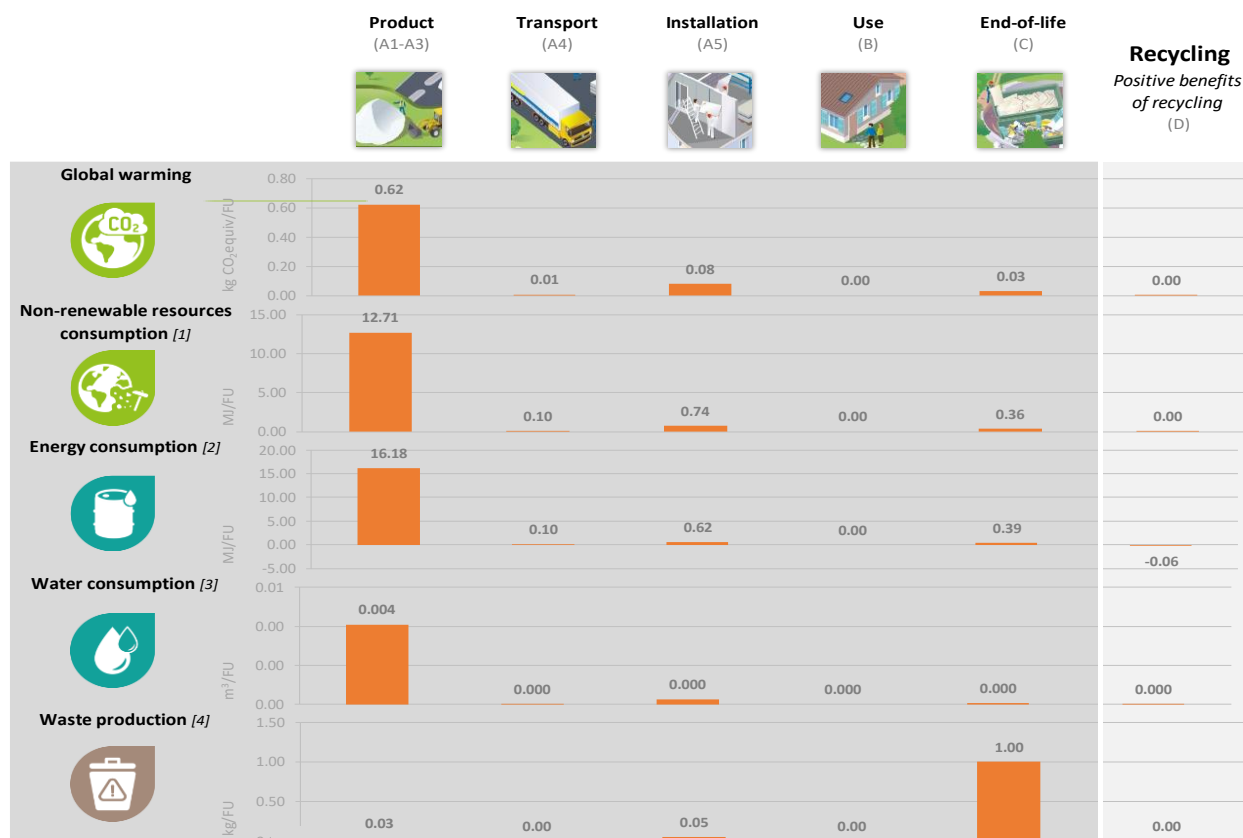 Product
(A1-A3)
Transport
(A4)
Installation
(A5)
Use
(B)
End-of-life
(C)
Recycling
Positive benefits
of recycling
(D)
Global warming
CO2
kg CO2equiv/FU
0.80
0.60
0.40
0.20
0.00
0.62
0.01
0.08
0.00
0.03
0.00
Non-renewable resources
consumption [1]
MJ/FU
15.00
10.00
5.00
0.00
12.71
0.10
0.74
0.00
0.36
0.00
Energy consumption [2]
MJ/FU
20.00
15.00
10.00
5.00
0.00
-5.00
16.18
0.10
0.62
0.00
0.39
-0.06
Water consumption [3]
m³/FU
0.01
0.00
0.00
0.00
0.004
0.000
0.000
0.000
0.000
0.000
Waste production [4]
kg/FU
1.50
1.00
0.50
0.03
0.00
0.05
0.00
1.00
0.00